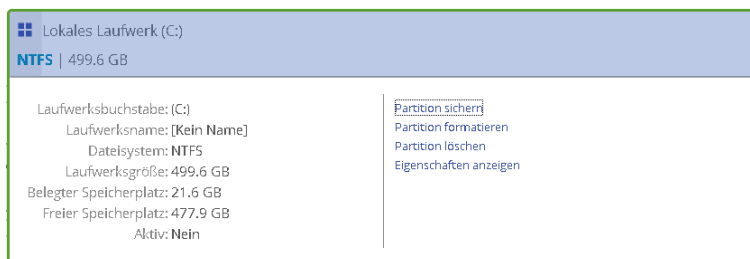 Lokales Laufwerk (C:)
NTFS | 499.6 GB
Laufwerksbuchstabe: (C:)
Laufwerksname: [Kein Name]
Dateisystem: NTFS
Laufwerksgröße: 499.6 GB
Belegter Speicherplatz: 21.6 GB
Freier Speicherplatz: 477.9 GB
Aktiv: Nein
Partition sichern
Partition formatieren
Partition löschen
Eigenschaften anzeigen